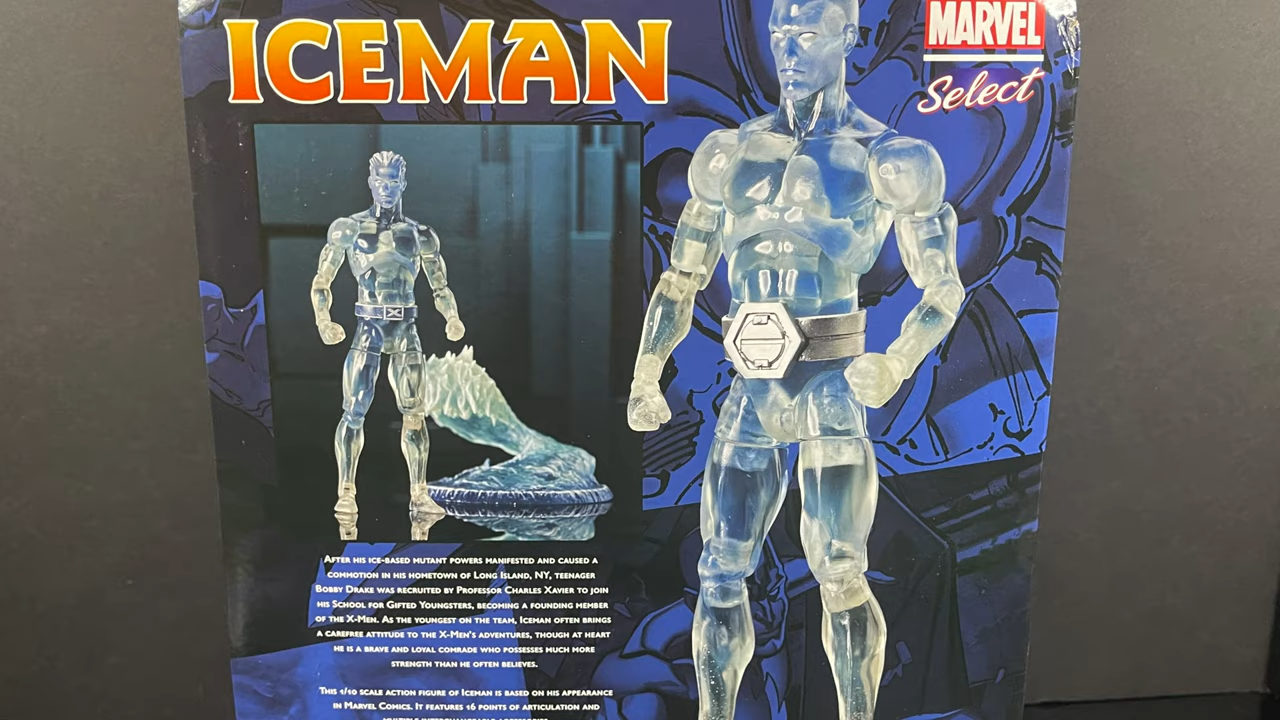 ICEMAN
MARVEL
Select
X
AFTER HIS ICE-BASED MUTANT POWERS MANIFESTED AND CAUSED A
COMMOTION IN HIS HOMETOWN OF LONG ISLAND, NY, TEENAGER
BOBBY DRAKE WAS RECRUITED BY PROFESSOR CHARLES XAVIER TO JOIN
HIS SCHOOL FOR GIFTED YOUNGSTERS, BECOMING A FOUNDING MEMBER
OF THE X-MEN. AS THE YOUNGEST ON THE TEAM, ICEMAN OFTEN BRINGS
A CAREFREE ATTITUDE TO THE X-MEN'S ADVENTURES, THOUGH AT HEART
HE IS A BRAVE AND LOYAL COMRADE WHO POSSESSES MUCH MORE
STRENGTH THAN HE OFTEN BELIEVES.
THIS 1/10 SCALE ACTION FIGURE OF ICEMAN IS BASED ON HIS APPEARANCE
IN MARVEL COMICS. IT FEATURES 16 POINTS OF ARTICULATION AND
MULTIPLE INTERCHANGEABLE ACCESSORIES.